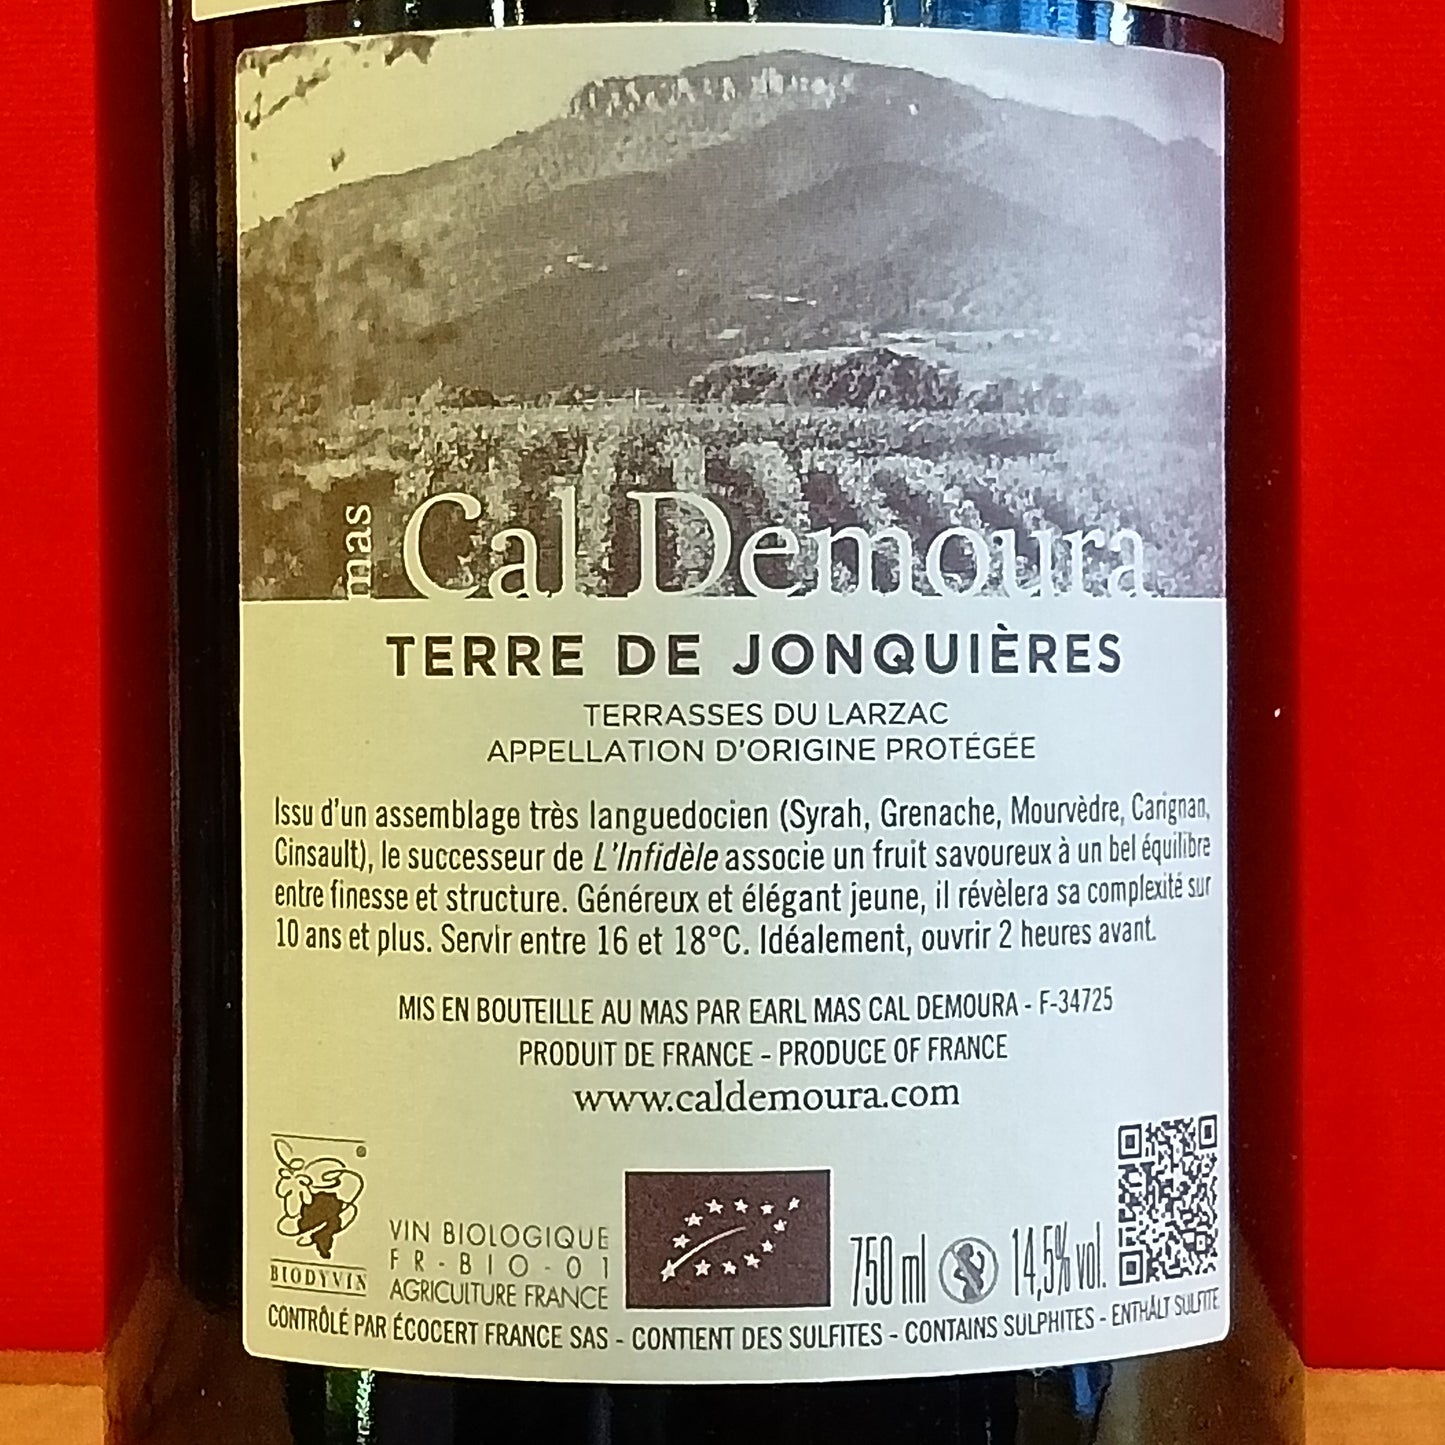 mas
Cal Demoura
TERRE DE JONQUIÈRES
TERRASSES DU LARZAC
APPELLATION D'ORIGINE PROTÉGÉE
Issu d'un assemblage très languedocien (Syrah, Grenache, Mourvèdre, Carignan,
Cinsault), le successeur de L'Infidèle associe un fruit savoureux à un bel équilibre
entre finesse et structure. Généreux et élégant jeune, il révèlera sa complexité sur
10 ans et plus. Servir entre 16 et 18°C. Idéalement, ouvrir 2 heures avant.
MIS EN BOUTEILLE AU MAS PAR EARL MAS CAL DEMOURA - F-34725
PRODUIT DE FRANCE - PRODUCE OF FRANCE
www.caldemoura.com
BIODYVIN
VIN BIOLOGIQUE
FR-BIO-01
AGRICULTURE FRANCE
750 ml
14,5% vol.
CONTRÔLÉ PAR ÉCOCERT FRANCE SAS - CONTIENT DES SULFITES - CONTAINS SULPHITES - ENTHÄLT SULFITE